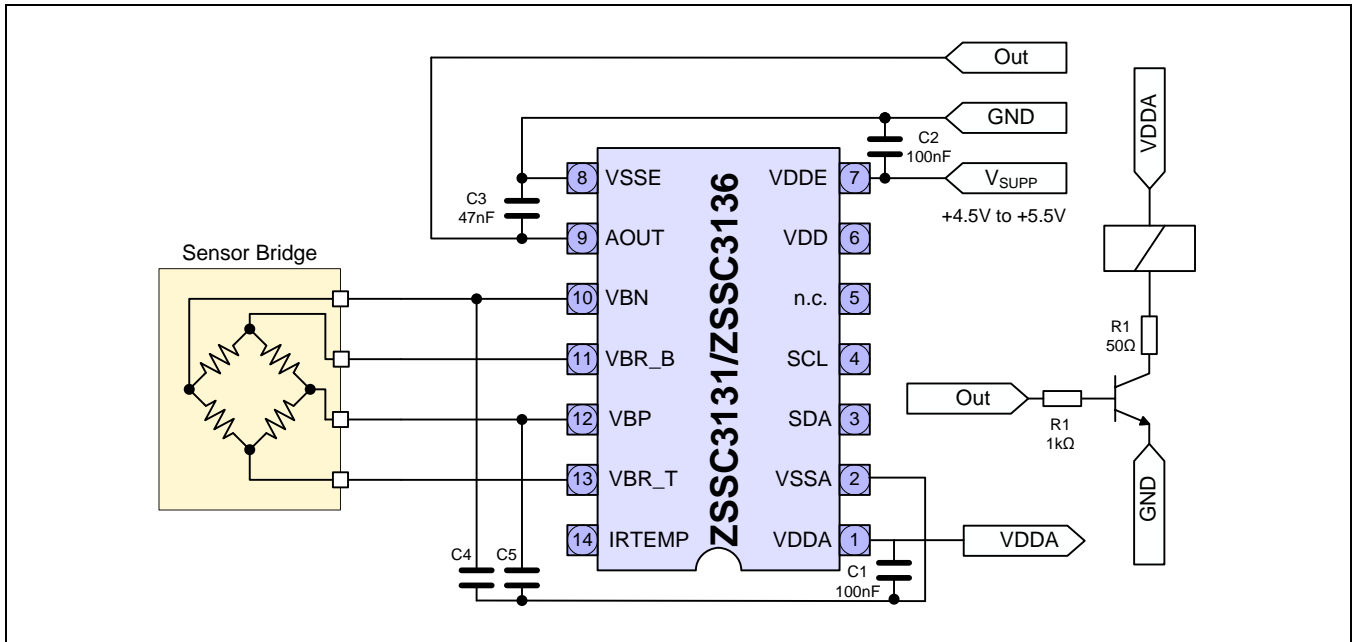 Out
GND
C2
100nF
VSUPP
+4.5V to +5.5V
VDDA
C3
47nF
8 VSSE
VDDE 7
9 AOUT
VDD 6
Sensor Bridge
10 VBN
n.c. 5
11 VBR_B
SCL 4
12 VBP
SDA 3
13 VBR_T
VSSA 2
14 IRTEMP
VDDA 1
ZSSC3131/ZSSC3136
C4
C5
C1
100nF
VDDA
R1
50Ω
Out
R1
1kΩ
GND